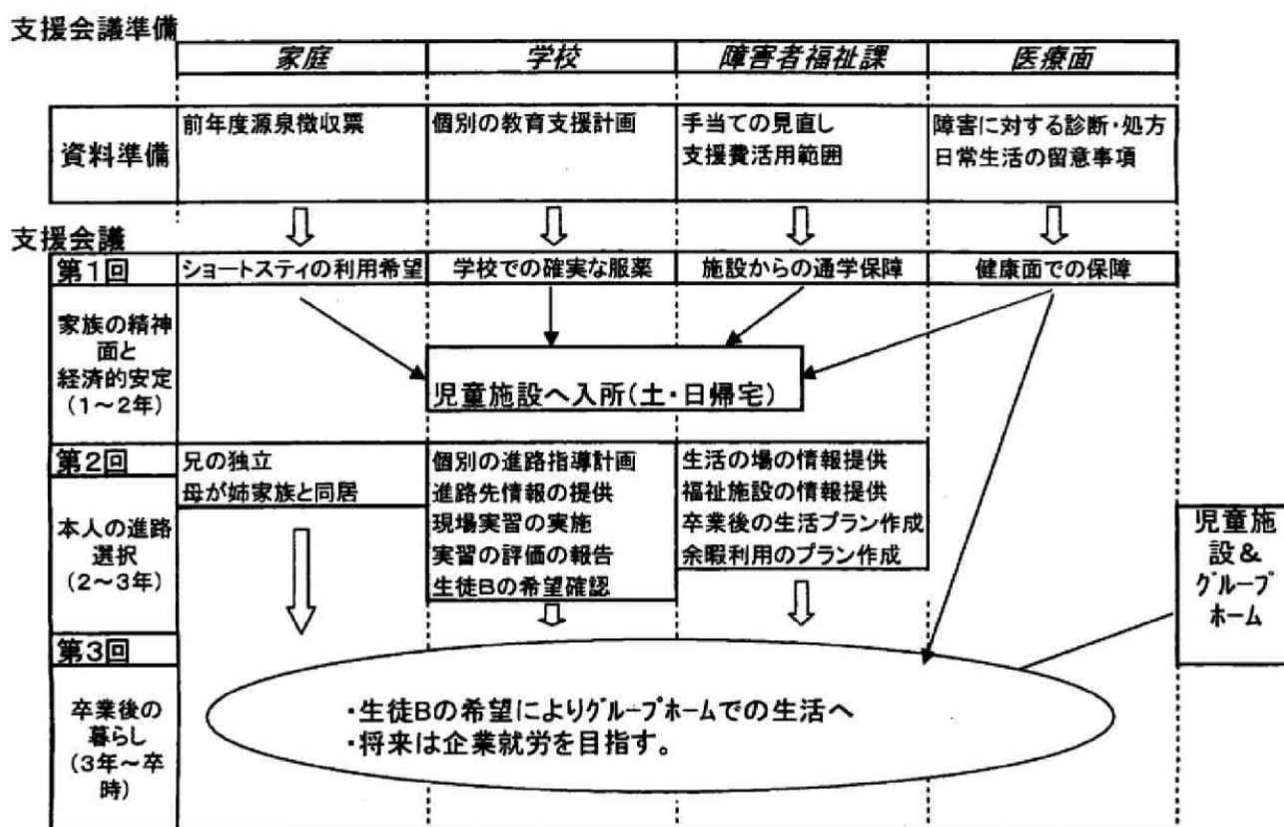 支援会議準備
家庭 学校 障害者福祉課 医療面
資料準備
前年度源泉徴収票
個別の教育支援計画
手当ての見直し
支援費活用範囲
障害に対する診断・処方
日常生活の留意事項
支援会議
第1回
ショートスティの利用希望
学校での確実な服薬
施設からの通学保障
健康面での保障
家族の精神
面と
経済的安定
(1～2年)
児童施設へ入所(土・日帰宅)
第2回
兄の独立
母が姉家族と同居
個別の進路指導計画
進路先情報の提供
現場実習の実施
実習の評価の報告
生徒Bの希望確認
生活の場の情報提供
福祉施設の情報提供
卒業後の生活プラン作成
余暇利用のプラン作成
本人の進路
選択
(2～3年)
児童施
設&
グループ
ホーム
第3回
卒業後の
暮らし
(3年～卒
時)
・生徒Bの希望によりグループホームでの生活へ
・将来は企業就労を目指す。